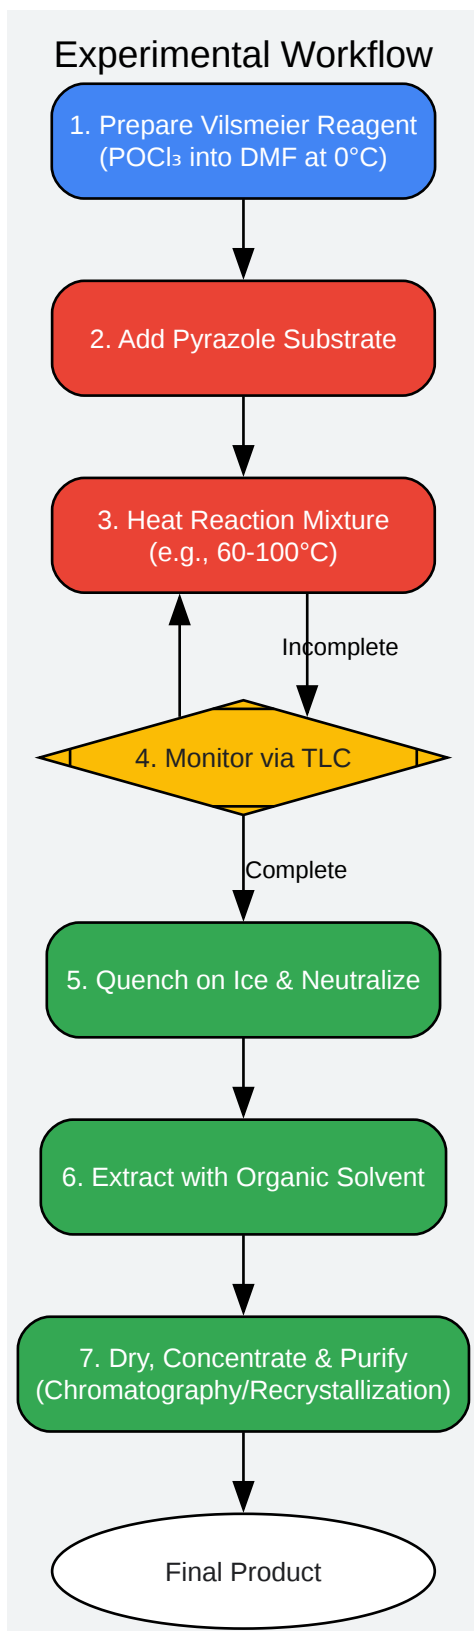 Experimental Workflow
1. Prepare Vilsmeier Reagent
(POCl₃ into DMF at 0°C)
2. Add Pyrazole Substrate
3. Heat Reaction Mixture
(e.g., 60-100°C)
Incomplete
4. Monitor via TLC
Complete
5. Quench on Ice & Neutralize
6. Extract with Organic Solvent
7. Dry, Concentrate & Purify
(Chromatography/Recrystallization)
Final Product